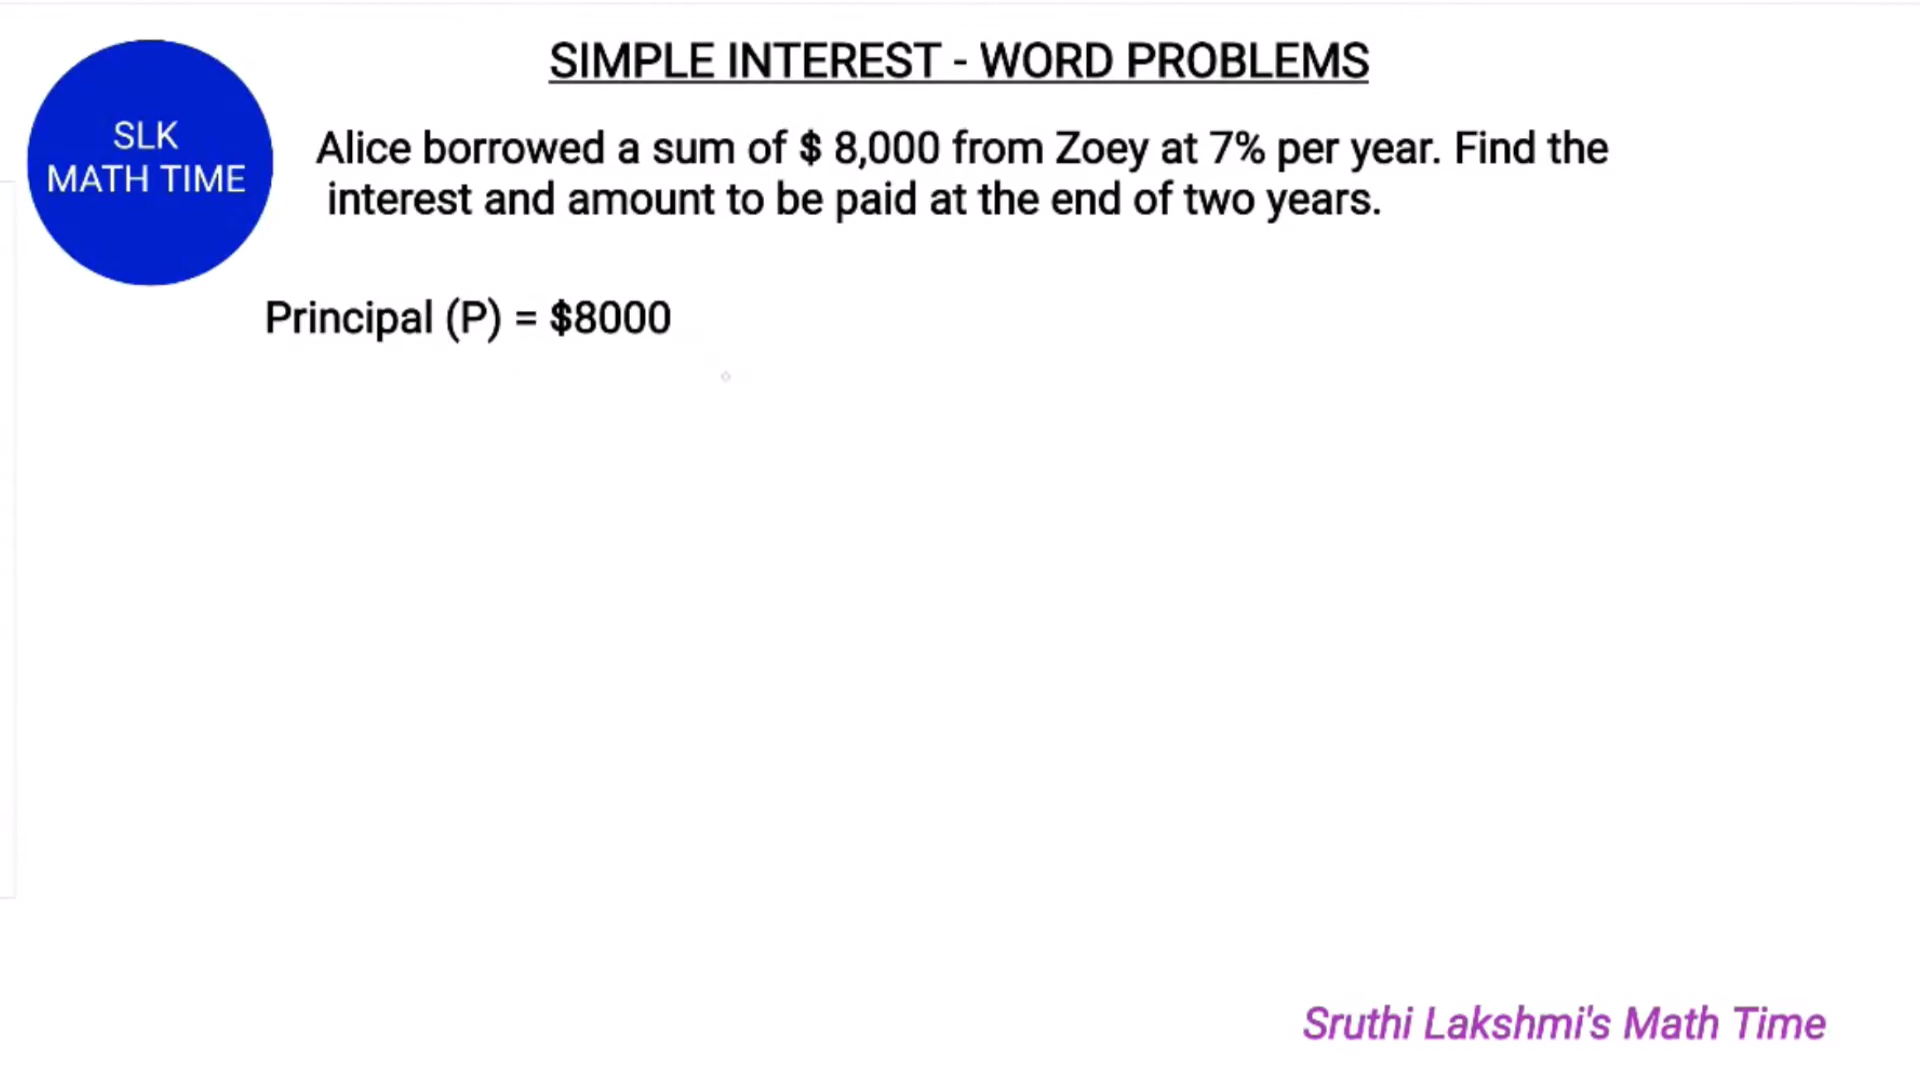 SIMPLE INTEREST - WORD PROBLEMS
SLK
MATH TIME
Alice borrowed a sum of $ 8,000 from Zoey at 7% per year. Find the
interest and amount to be paid at the end of two years.
Principal (P) = $8000
Sruthi Lakshmi's Math Time